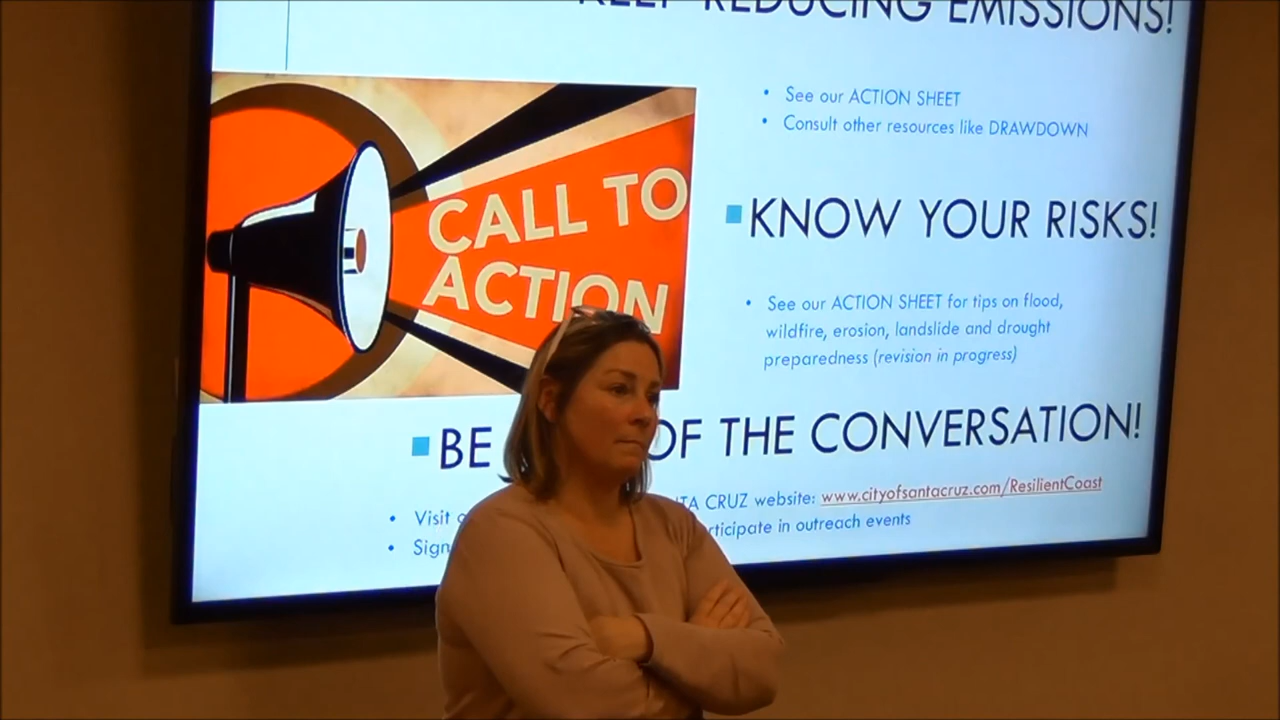 KEEP REDUCING EMISSIONS!
• See our ACTION SHEET
• Consult other resources like DRAWDOWN
CALL TO
ACTION
KNOW YOUR RISKS!
• See our ACTION SHEET for tips on flood,
wildfire, erosion, landslide and drought
preparedness (revision in progress)
BE OF THE CONVERSATION!
• Visit CRUZ website: www.cityofsantacruz.com/ResilientCoast
• Sign participate in outreach events